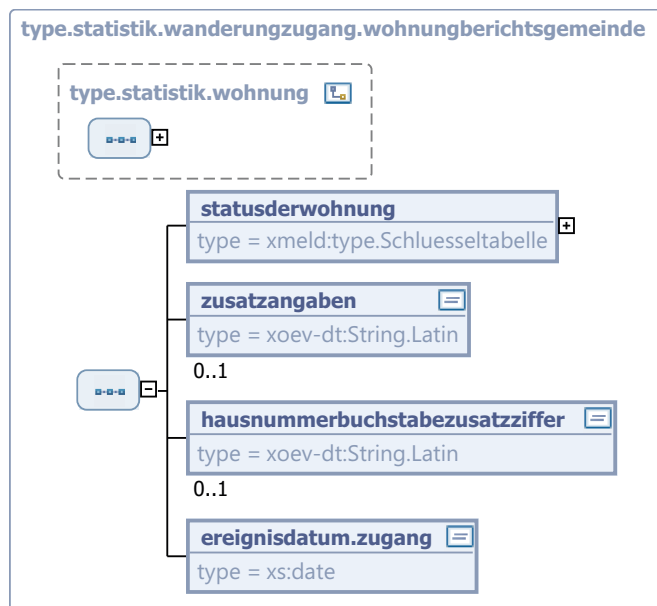 type.statistik.wanderungzugang.wohnungberichtsgemeinde
type.statistik.wohnung
statusderwohnung
type = xmeld:type.Schluesseltabelle
zusatzangaben
type = xoev-dt:String.Latin
0..1
hausnummerbuchstabezusatzziffer
type = xoev-dt:String.Latin
0..1
ereignisdatum.zugang
type = xs:date